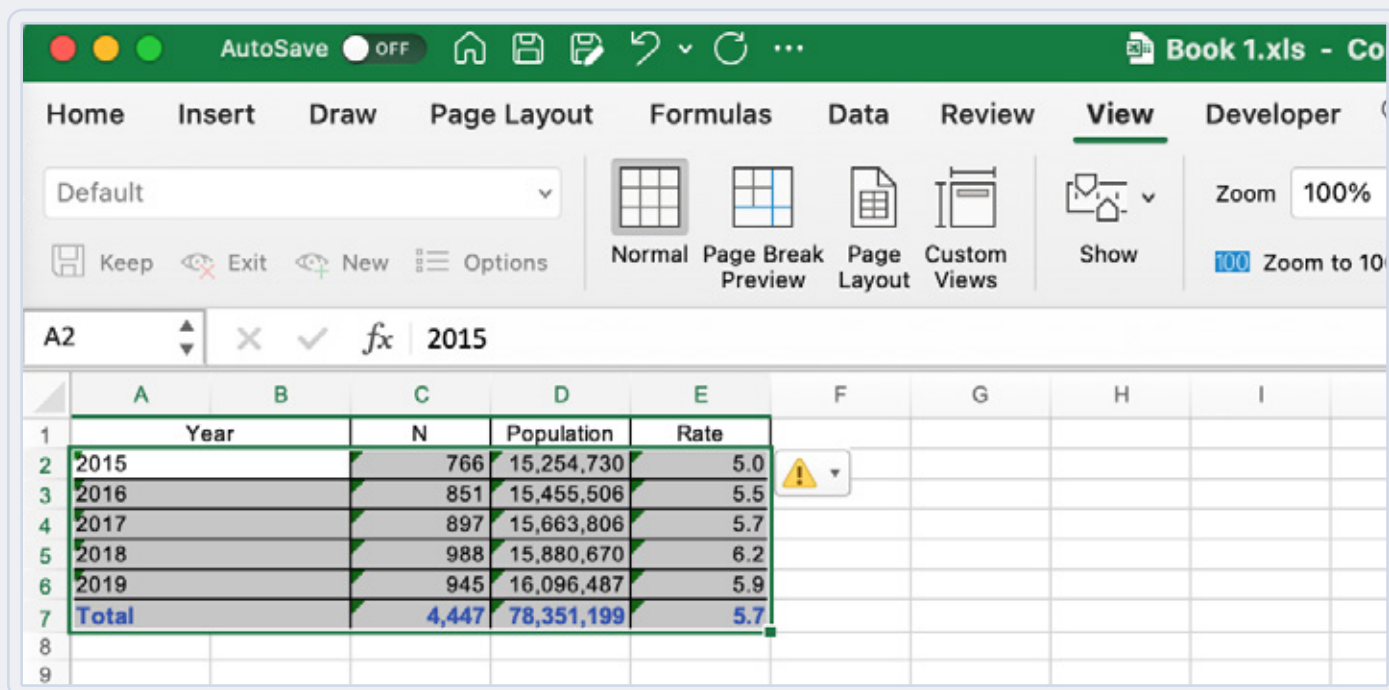 AutoSave OFF Book 1.xls - Co
Home Insert Draw Page Layout Formulas Data Review View Developer
Default
Keep Exit New Options
Normal Page Break Preview Page Layout Custom Views Show
Zoom 100%
100 Zoom to 10
A2 fx 2015
A B C D E F G H I
1 Year N Population Rate
2 2015 766 15,254,730 5.0
3 2016 851 15,455,506 5.5
4 2017 897 15,663,806 5.7
5 2018 988 15,880,670 6.2
6 2019 945 16,096,487 5.9
7 Total 4,447 78,351,199 5.7
8
9